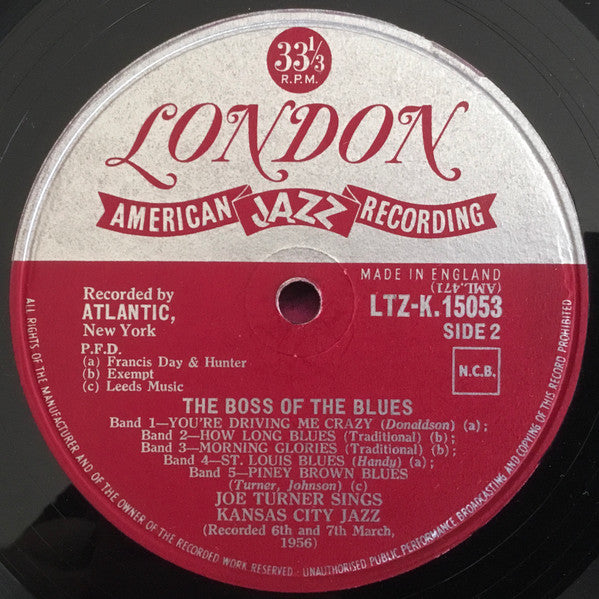 33 1/3
R.P.M.
LONDON
AMERICAN JAZZ RECORDING
MADE IN ENGLAND
(AML.471)
Recorded by
ATLANTIC,
New York
LTZ-K.15053
SIDE 2
P.F.D.
(a) Francis Day & Hunter
(b) Exempt
(c) Leeds Music
N.C.B.
THE BOSS OF THE BLUES
Band 1—YOU'RE DRIVING ME CRAZY (Donaldson) (a);
Band 2—HOW LONG BLUES (Traditional) (b);
Band 3—MORNING GLORIES (Traditional) (b);
Band 4—ST. LOUIS BLUES (Handy) (a);
Band 5—PINEY BROWN BLUES
(Turner, Johnson) (c)
JOE TURNER SINGS
KANSAS CITY JAZZ
(Recorded 6th and 7th March,
1956)
ALL RIGHTS OF THE MANUFACTURER AND OF THE OWNER OF THE RECORDED WORK RESERVED - UNAUTHORISED PUBLIC PERFORMANCE BROADCASTING AND COPYING OF THIS RECORD PROHIBITED